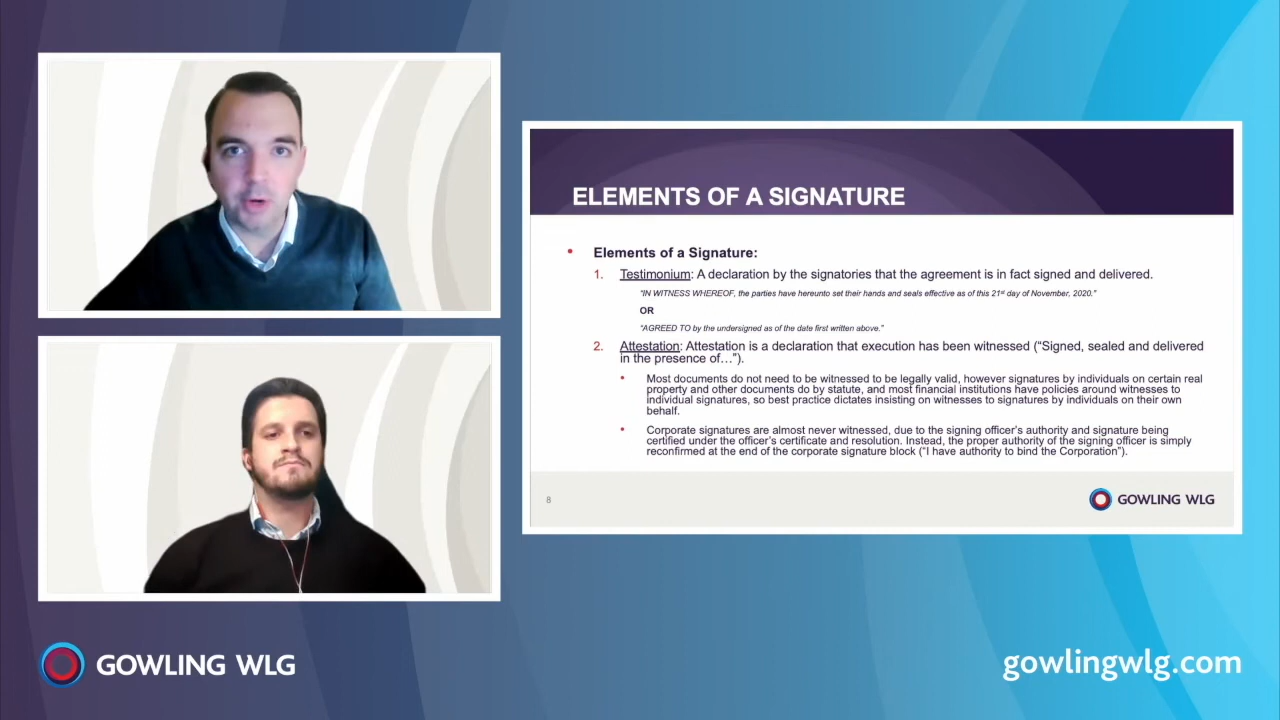 ELEMENTS OF A SIGNATURE
• Elements of a Signature:
1. Testimonium: A declaration by the signatories that the agreement is in fact signed and delivered.
"IN WITNESS WHEREOF, the parties have hereunto set their hands and seals effective as of this 21st day of November, 2020."
OR
"AGREED TO by the undersigned as of the date first written above."
2. Attestation: Attestation is a declaration that execution has been witnessed ("Signed, sealed and delivered
in the presence of…").
• Most documents do not need to be witnessed to be legally valid, however signatures by individuals on certain real
property and other documents do by statute, and most financial institutions have policies around witnesses to
individual signatures, so best practice dictates insisting on witnesses to signatures by individuals on their own
behalf.
• Corporate signatures are almost never witnessed, due to the signing officer's authority and signature being
certified under the officer's certificate and resolution. Instead, the proper authority of the signing officer is simply
reconfirmed at the end of the corporate signature block ("I have authority to bind the Corporation").
8
GOWLING WLG
GOWLING WLG
gowlingwlg.com